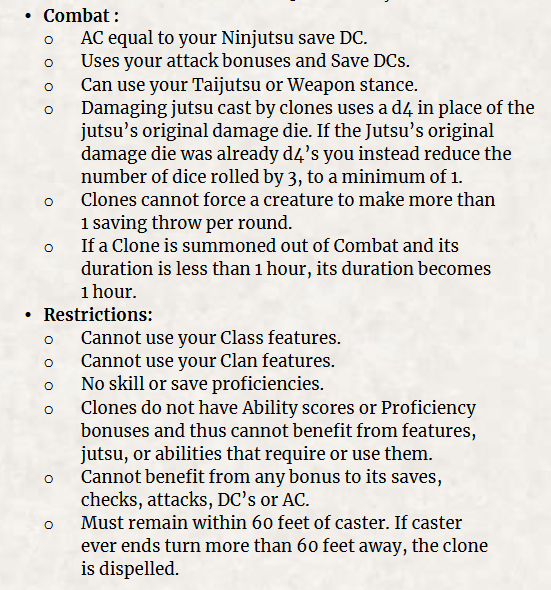 • Combat :
o AC equal to your Ninjutsu save DC.
o Uses your attack bonuses and Save DCs.
o Can use your Taijutsu or Weapon stance.
o Damaging jutsu cast by clones uses a d4 in place of the
jutsu's original damage die. If the Jutsu's original
damage die was already d4's you instead reduce the
number of dice rolled by 3, to a minimum of 1.
o Clones cannot force a creature to make more than
1 saving throw per round.
o If a Clone is summoned out of Combat and its
duration is less than 1 hour, its duration becomes
1 hour.
• Restrictions:
o Cannot use your Class features.
o Cannot use your Clan features.
o No skill or save proficiencies.
o Clones do not have Ability scores or Proficiency
bonuses and thus cannot benefit from features,
jutsu, or abilities that require or use them.
o Cannot benefit from any bonus to its saves,
checks, attacks, DC's or AC.
o Must remain within 60 feet of caster. If caster
ever ends turn more than 60 feet away, the clone
is dispelled.